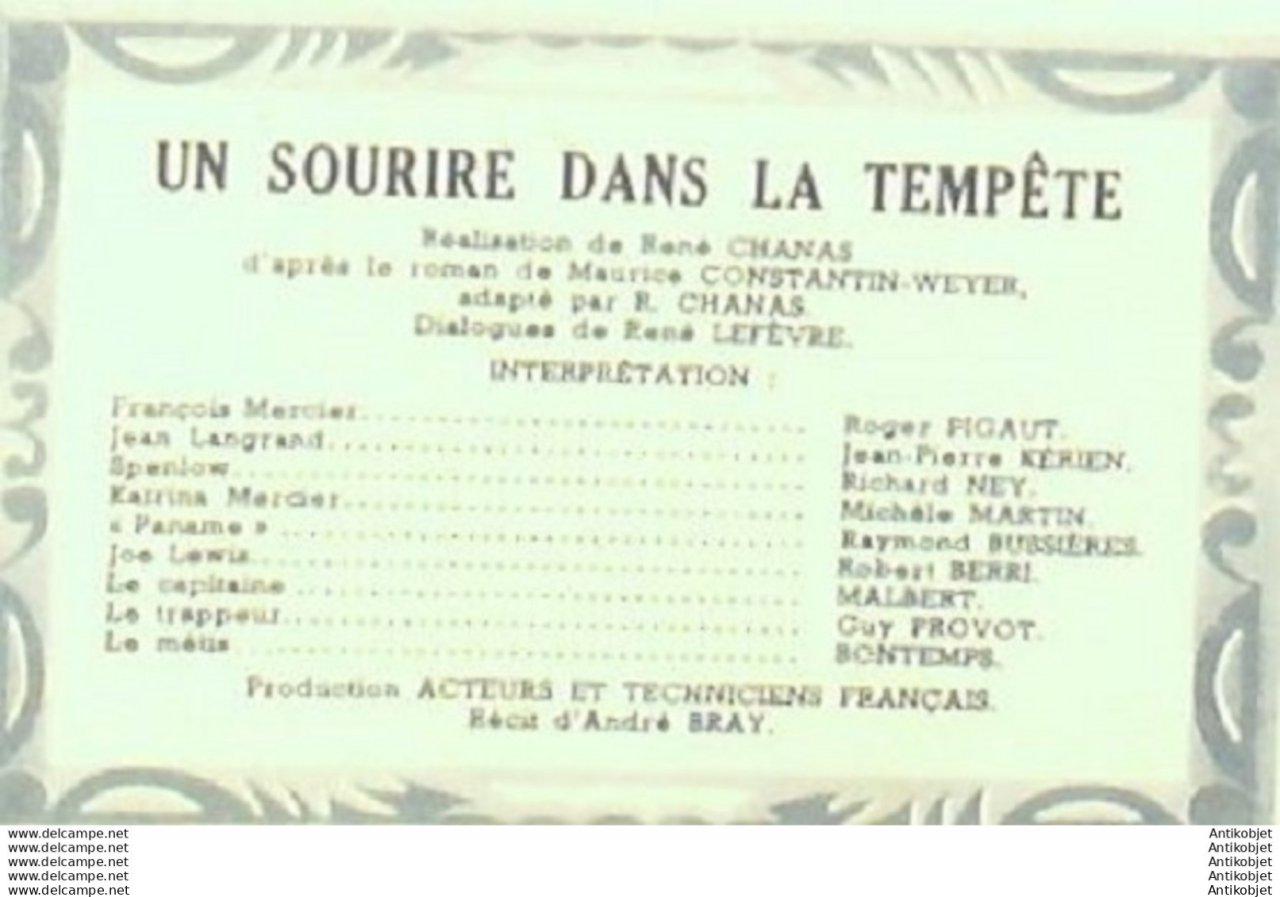 UN SOURIRE DANS LA TEMPÊTE
Réalisation de René CHANAS
d'après le roman de Maurice CONSTANTIN-WEYER,
adapté par R. CHANAS.
Dialogues de René LEFÈVRE.
INTERPRÉTATION :
François Mercier.................................... Roger PIGAUT.
Jean Langrand.................................... Jean-Pierre KÉRIEN.
Spenlow.................................... Richard NEY.
Katrina Mercier.................................... Michèle MARTIN.
« Paname » .................................... Raymond BUSSIÈRES.
Joe Lewis.................................... Robert BERRI.
Le capitaine .................................... MALBERT.
Le trappeur.................................... Guy PROVOT.
Le métis .................................... BONTEMPS.
Production ACTEURS ET TECHNICIENS FRANÇAIS.
Récit d'André BRAY.
www.delcampe.net
www.delcampe.net
www.delcampe.net
www.delcampe.net
www.delcampe.net
Antikobjet
Antikobjet
Antikobjet
Antikobjet
Antikobjet